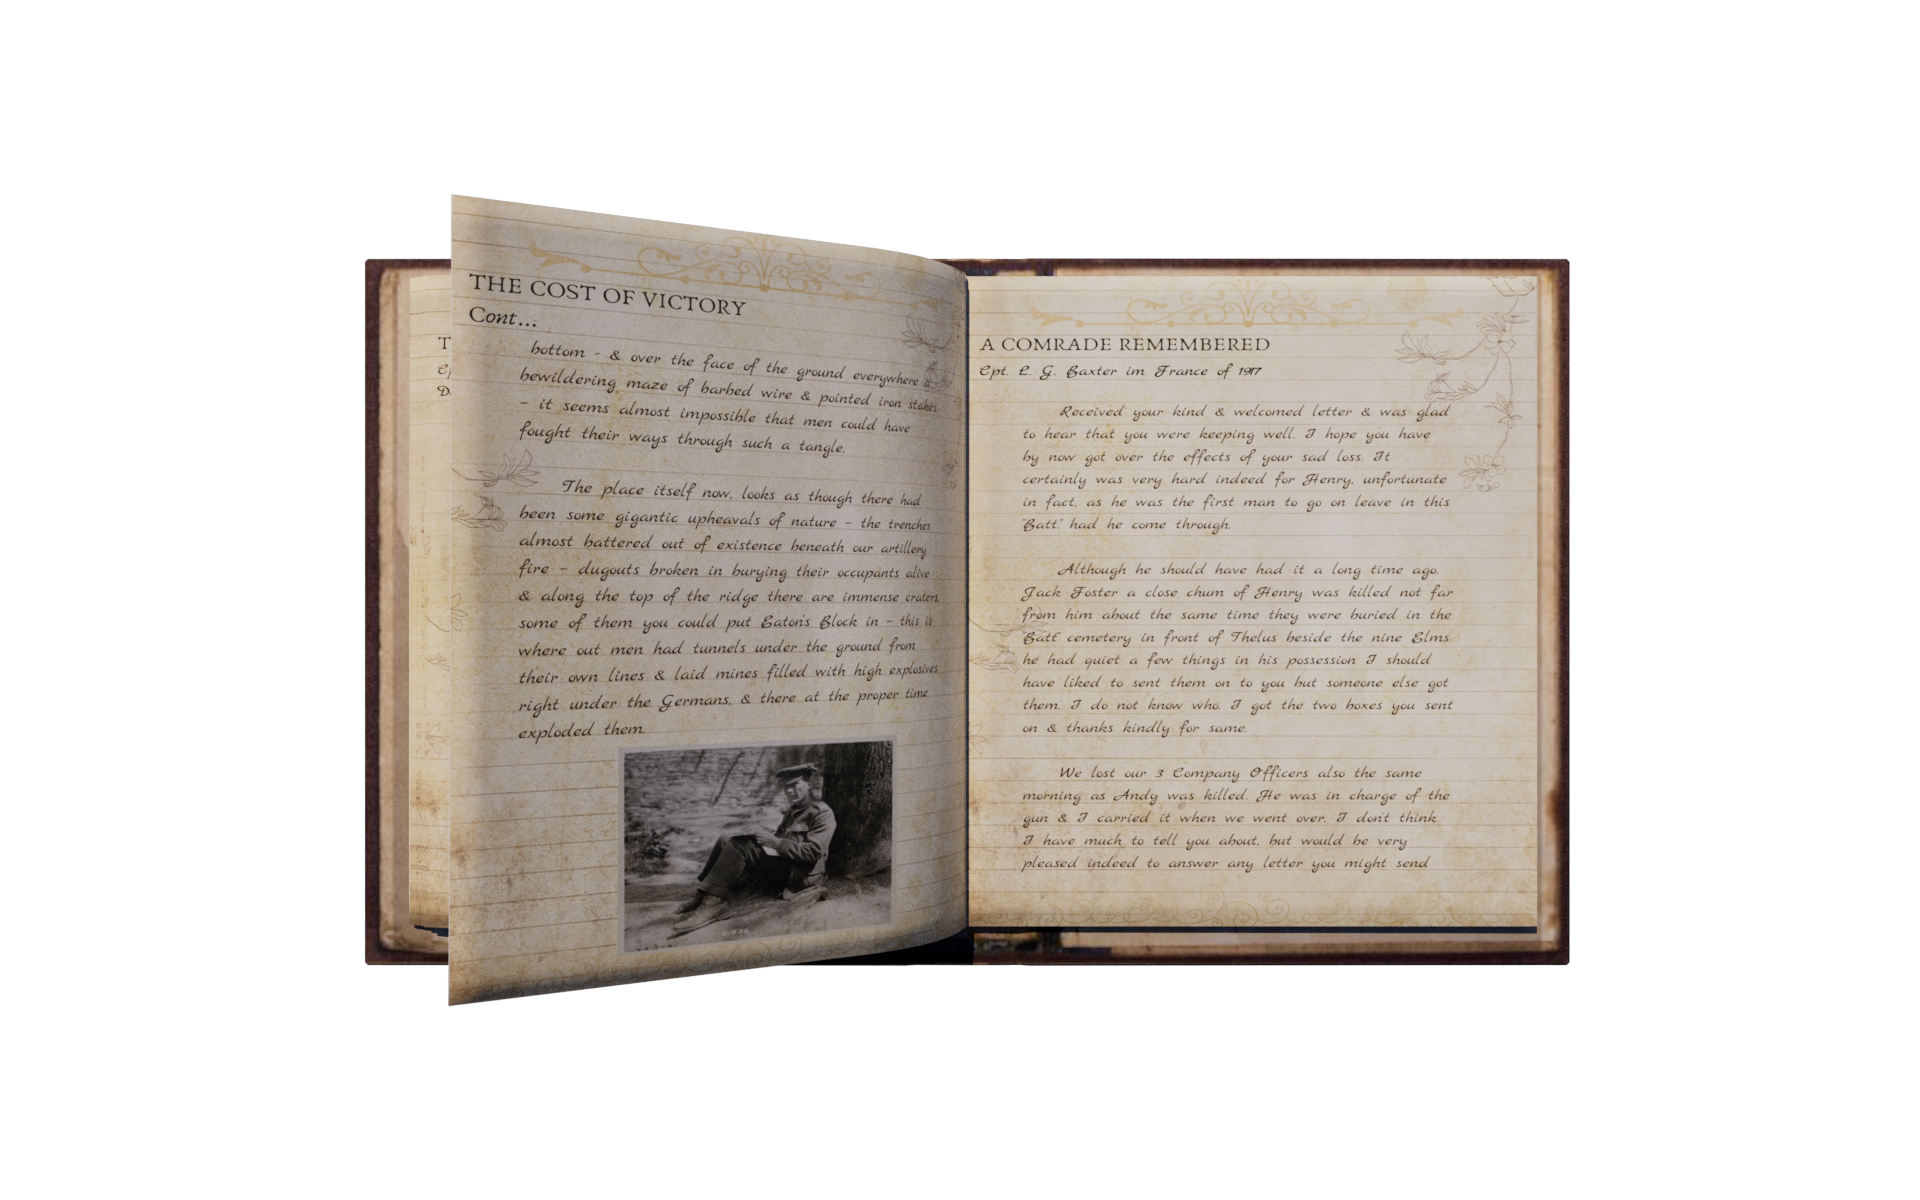 THE COST OF VICTORY
Cont...
bottom - & over the face of the ground everywhere a
bewildering maze of barbed wire & pointed iron stakes
- it seems almost impossible that men could have
fought their ways through such a tangle.
The place itself now, looks as though there had
been some gigantic upheavals of nature - the trenches
almost battered out of existence beneath our artillery
fire - dugouts broken in burying their occupants alive
& along the top of the ridge there are immense craters,
some of them you could put Eaton's Block in - this is
where out men had tunnels under the ground from
their own lines & laid mines filled with high explosives
right under the Germans, & there at the proper time
exploded them.
A COMRADE REMEMBERED
Cpt. L. G. Baxter im France of 1917
Received your kind & welcomed letter & was glad
to hear that you were keeping well. I hope you have
by now got over the effects of your sad loss. It
certainly was very hard indeed for Henry, unfortunate
in fact, as he was the first man to go on leave in this
"Batt." had he come through.
Although he should have had it a long time ago.
Jack Foster a close chum of Henry was killed not far
from him about the same time they were buried in the
"Batt" cemetery in front of Thelus beside the nine Elms
he had quiet a few things in his possession I should
have liked to sent them on to you but someone else got
them. I do not know who. I got the two boxes you sent
on & thanks kindly for same.
We lost our 3 Company Officers also the same
morning as Andy was killed. He was in charge of the
gun & I carried it when we went over. I don't think
I have much to tell you about, but would be very
pleased indeed to answer any letter you might send